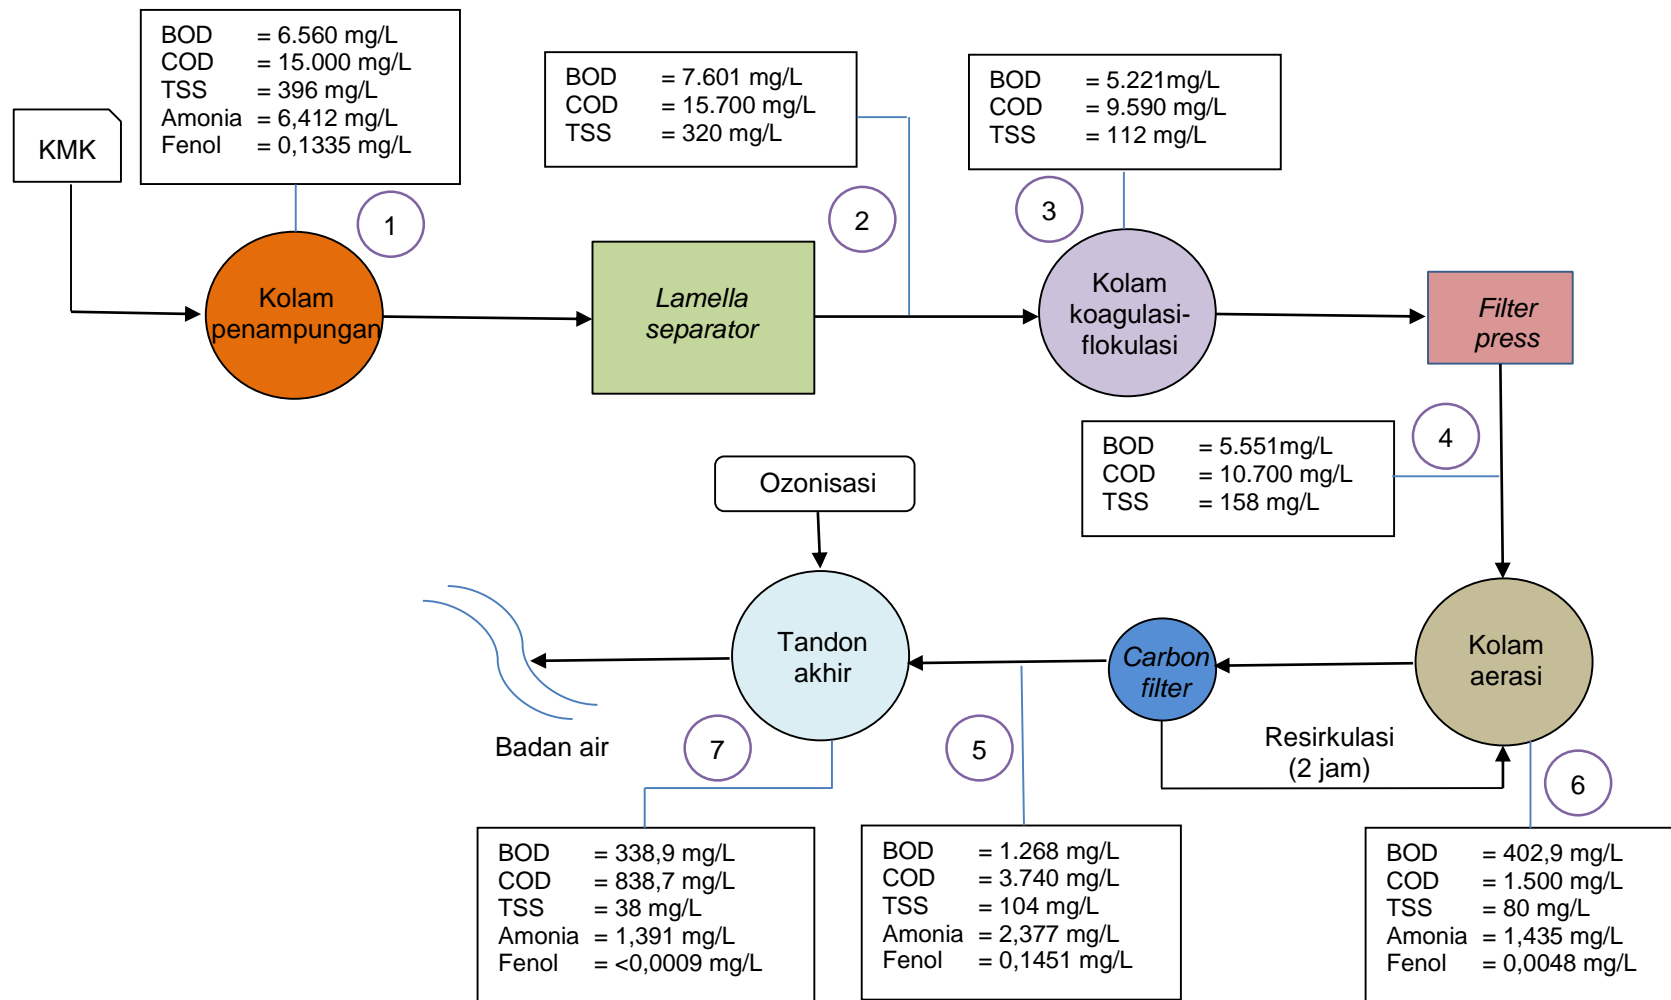 KMK
BOD = 6.560 mg/L
COD = 15.000 mg/L
TSS = 396 mg/L
Amonia = 6,412 mg/L
Fenol = 0,1335 mg/L
1
Kolam
penampungan
Lamella
separator
BOD = 7.601 mg/L
COD = 15.700 mg/L
TSS = 320 mg/L
2
BOD = 5.221mg/L
COD = 9.590 mg/L
TSS = 112 mg/L
3
Kolam
koagulasi-
flokulasi
Filter
press
BOD = 5.551mg/L
COD = 10.700 mg/L
TSS = 158 mg/L
4
Ozonisasi
Tandon
akhir
Carbon
filter
Kolam
aerasi
Badan air
7
5
Resirkulasi
(2 jam)
6
BOD = 338,9 mg/L
COD = 838,7 mg/L
TSS = 38 mg/L
Amonia = 1,391 mg/L
Fenol = <0,0009 mg/L
BOD = 1.268 mg/L
COD = 3.740 mg/L
TSS = 104 mg/L
Amonia = 2,377 mg/L
Fenol = 0,1451 mg/L
BOD = 402,9 mg/L
COD = 1.500 mg/L
TSS = 80 mg/L
Amonia = 1,435 mg/L
Fenol = 0,0048 mg/L